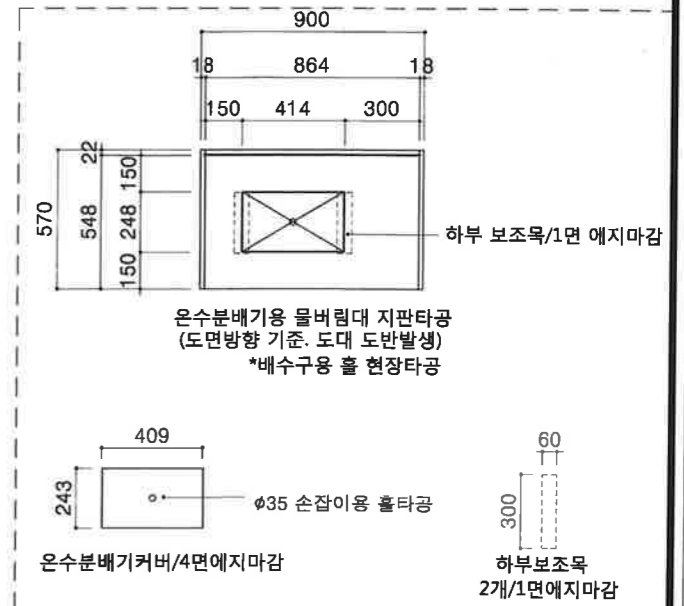 900
18 864 18
150 414 300
570
22
548
150
248
150
하부 보조목/1면 에지마감
온수분배기용 물버림대 지판타공
(도면방향 기준. 도대 도반발생)
*배수구용 홀 현장타공
409
243
ø35 손잡이용 홀타공
온수분배기커버/4면에지마감
60
300
하부보조목
2개/1면에지마감